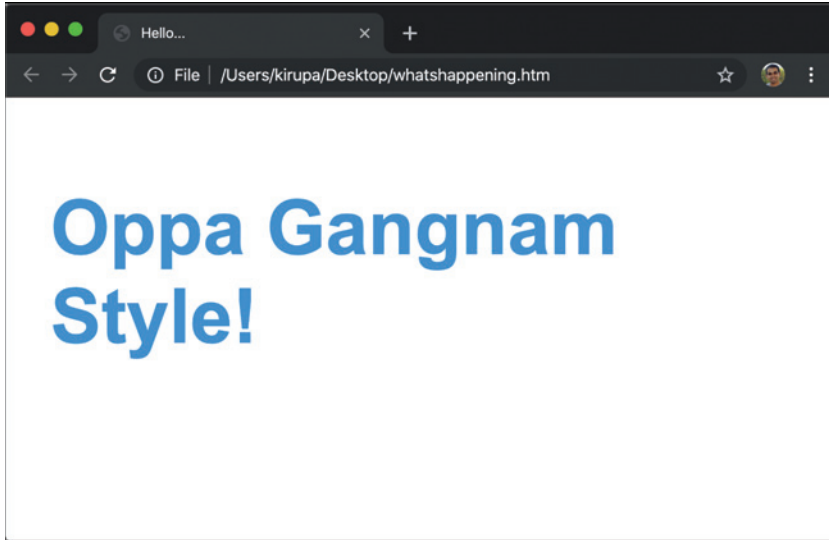 Hello...
File | /Users/kirupa/Desktop/whatshappening.htm
Oppa Gangnam
Style!